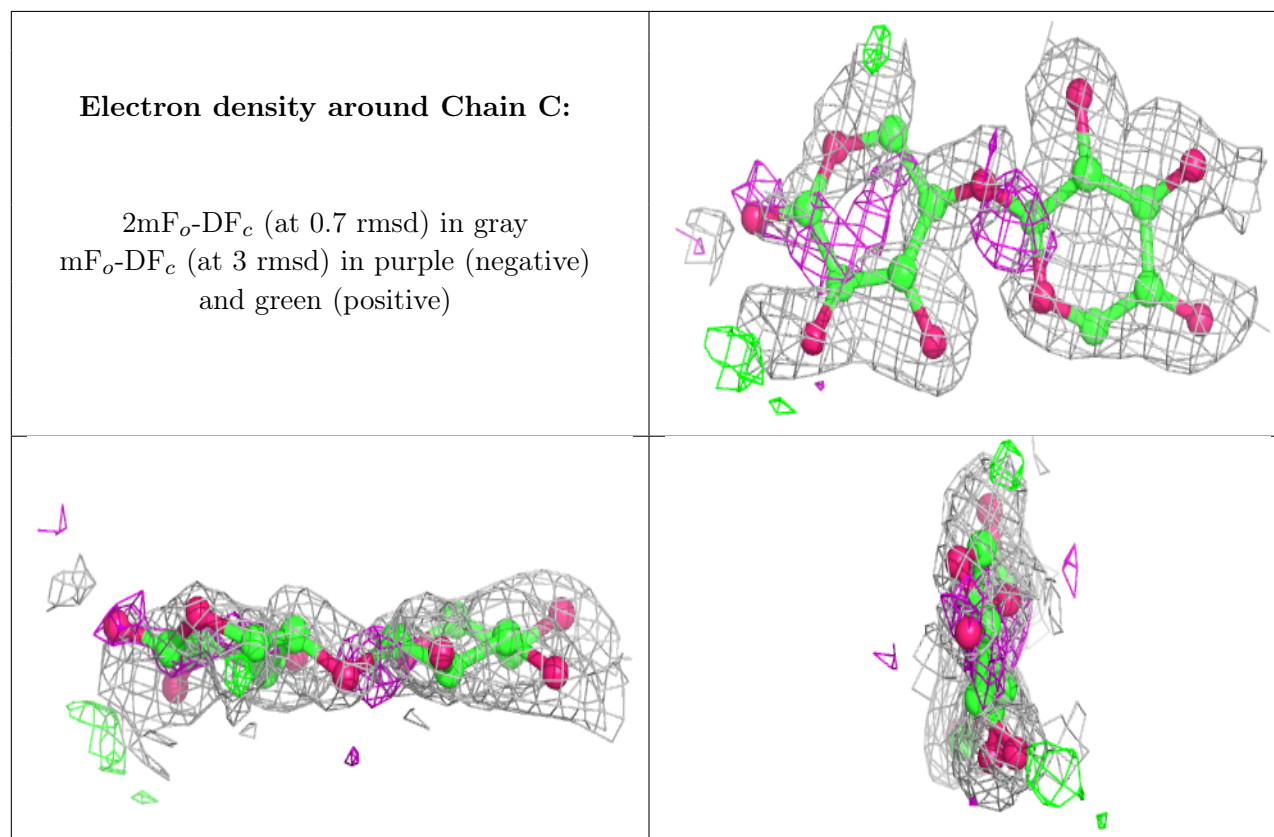 Electron density around Chain C:
2mFo-DFc (at 0.7 rmsd) in gray
mFo-DFc (at 3 rmsd) in purple (negative)
and green (positive)